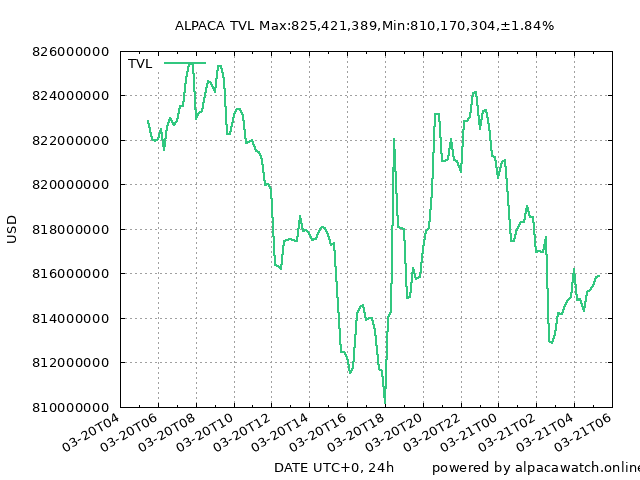 ALPACA TVL Max:825,421,389,Min:810,170,304,±1.84%
826000000
TVL
824000000
822000000
820000000
818000000
816000000
814000000
812000000
810000000
USD
03-20T04
03-20T06
03-20T08
03-20T10
03-20T12
03-20T14
03-20T16
03-20T18
03-20T20
03-20T22
03-21T00
03-21T02
03-21T04
03-21T06
DATE UTC+0, 24h
powered by alpacawatch.online